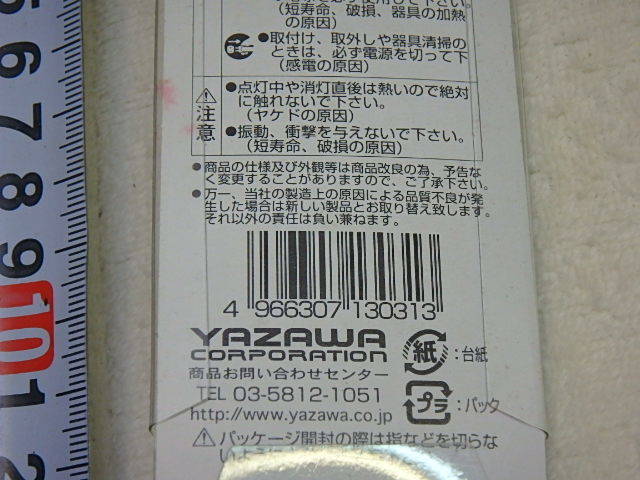 (短寿命、破損、器具の加熱
の原因)
●取付け、取外しや器具清掃の
ときは、必ず電源を切って下
(感電の原因)
注意
●点灯中や消灯直後は熱いので絶対
に触れないで下さい。
(ヤケドの原因)
●振動、衝撃を与えないで下さい。
(短寿命、破損の原因)
●商品の仕様及び外観等は商品改良の為、予告な
く変更することがありますので、ご了承下さい。
●万一、当社の製造上の原因による品質不良が発
生した場合は新しい製品とお取り替え致します。
それ以外の責任は負い兼ねます。
4 966307 130313
YAZAWA
CORPORATION
商品お問い合わせセンター
TEL 03-5812-1051
http://www.yazawa.co.jp
紙 : 台紙
プラ : パック
⚠パッケージ開封の際は指などを切らな
5
6
7
8
9
10
1
2